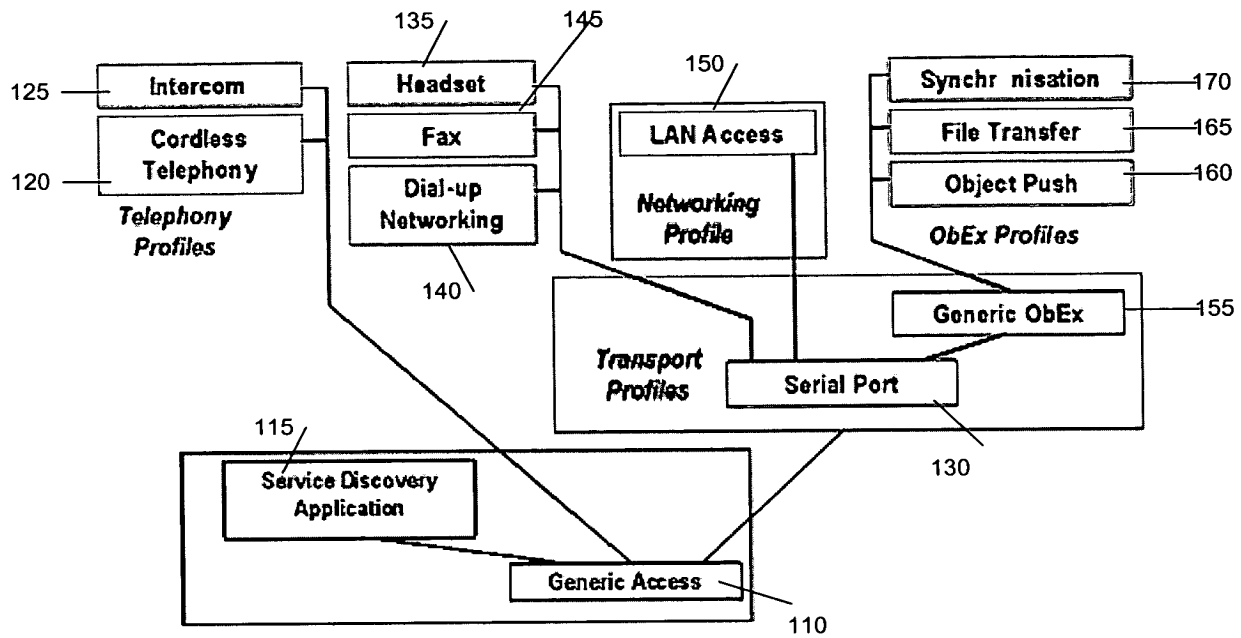 135
145
125
Intercom
Headset
150
Synchr nisation
170
Cordless
Telephony
Fax
LAN Access
File Transfer
165
120
Dial-up
Networking
Object Push
160
Telephony
Profiles
Networking
Profile
ObEx Profiles
140
Generic ObEx
155
Transport
Profiles
Serial Port
115
130
Service Discovery
Application
Generic Access
110